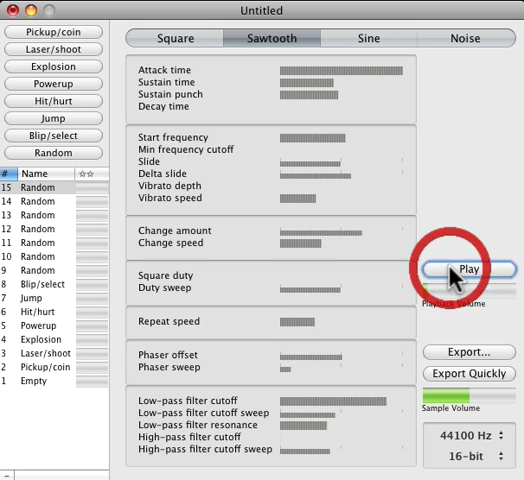 Untitled
Pickup/coin
Laser/shoot
Explosion
Powerup
Hit/hurt
Jump
Blip/select
Random
# Name ☆☆
15 Random
14 Random
13 Random
12 Random
11 Random
10 Random
9 Random
8 Blip/select
7 Jump
6 Hit/hurt
5 Powerup
4 Explosion
3 Laser/shoot
2 Pickup/coin
1 Empty
Square Sawtooth Sine Noise
Attack time
Sustain time
Sustain punch
Decay time
Start frequency
Min frequency cutoff
Slide
Delta slide
Vibrato depth
Vibrato speed
Change amount
Change speed
Square duty
Duty sweep
Repeat speed
Phaser offset
Phaser sweep
Low-pass filter cutoff
Low-pass filter cutoff sweep
Low-pass filter resonance
High-pass filter cutoff
High-pass filter cutoff sweep
Play
Playback Volume
Export...
Export Quickly
Sample Volume
44100 Hz
16-bit